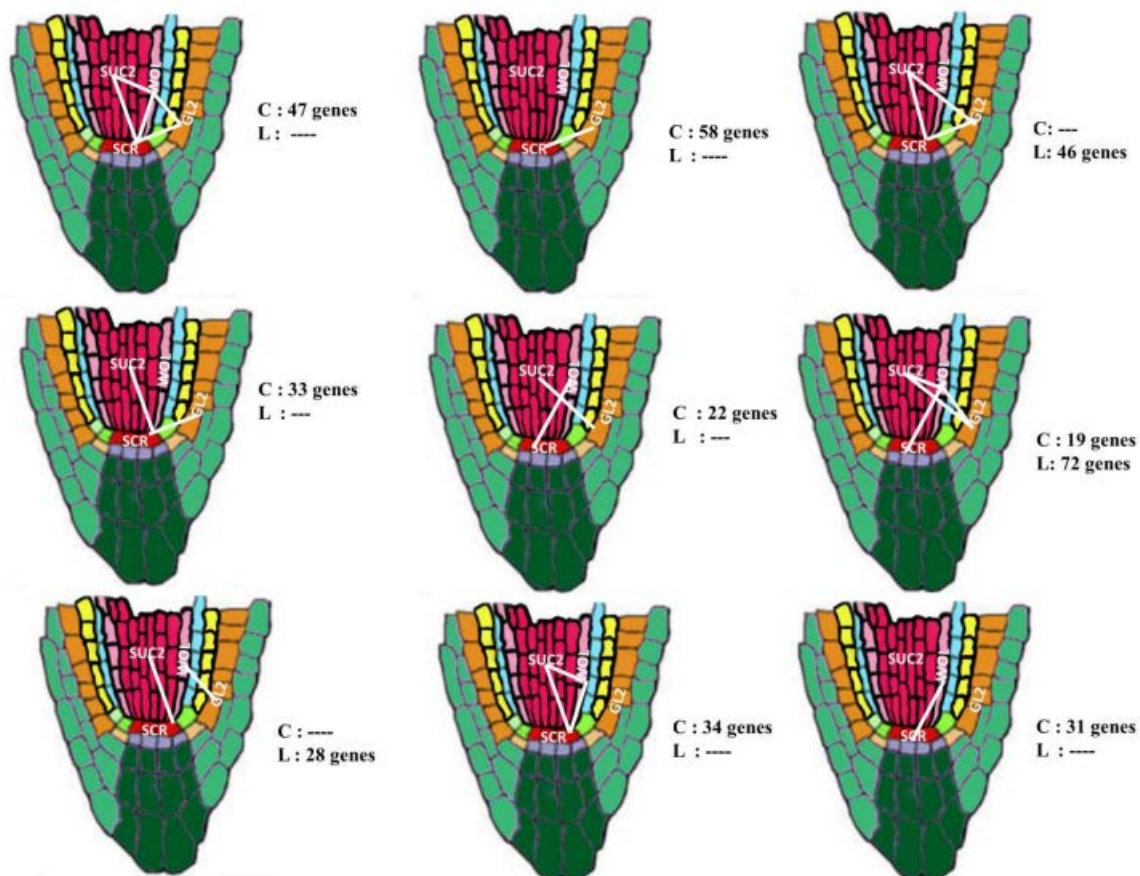 SUC2
WOL
GL2
SCR
C : 47 genes
L : ----
SUC2
WOL
GL2
SCR
C : 58 genes
L : ----
SUC2
WOL
GL2
SCR
C: ---
L: 46 genes
SUC2
WOL
GL2
SCR
C : 33 genes
L : ---
SUC2
WOL
GL2
SCR
C : 22 genes
L : ---
SUC2
WOL
GL2
SCR
C : 19 genes
L: 72 genes
SUC2
WOL
GL2
SCR
C : ----
L : 28 genes
SUC2
WOL
GL2
SCR
C : 34 genes
L : ----
SUC2
WOL
GL2
SCR
C : 31 genes
L : ----